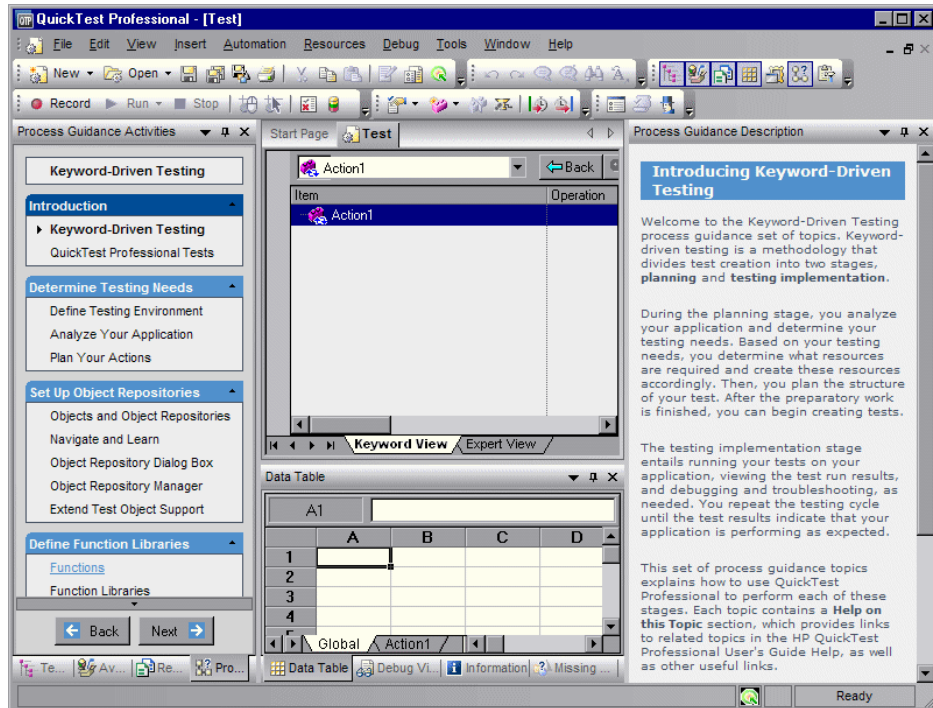 QuickTest Professional - [Test]
File Edit View Insert Automation Resources Debug Tools Window Help
New Open
Record Run Stop
Process Guidance Activities
Keyword-Driven Testing
Introduction
Keyword-Driven Testing
QuickTest Professional Tests
Determine Testing Needs
Define Testing Environment
Analyze Your Application
Plan Your Actions
Set Up Object Repositories
Objects and Object Repositories
Navigate and Learn
Object Repository Dialog Box
Object Repository Manager
Extend Test Object Support
Define Function Libraries
Functions
Function Libraries
Back Next
Te... Av... Re... Pro...
Start Page Test
Action1 Back
Item Operation
Action1
Keyword View Expert View
Data Table
A1
A B C D
1
2
3
4
Global Action1
Data Table Debug Vi... Information Missing ...
Process Guidance Description
Introducing Keyword-Driven
Testing
Welcome to the Keyword-Driven Testing
process guidance set of topics. Keyword-
driven testing is a methodology that
divides test creation into two stages,
planning and testing implementation.
During the planning stage, you analyze
your application and determine your
testing needs. Based on your testing
needs, you determine what resources
are required and create these resources
accordingly. Then, you plan the structure
of your test. After the preparatory work
is finished, you can begin creating tests.
The testing implementation stage
entails running your tests on your
application, viewing the test run results,
and debugging and troubleshooting, as
needed. You repeat the testing cycle
until the test results indicate that your
application is performing as expected.
This set of process guidance topics
explains how to use QuickTest
Professional to perform each of these
stages. Each topic contains a Help on
this Topic section, which provides links
to related topics in the HP QuickTest
Professional User's Guide Help, as well
as other useful links.
Ready